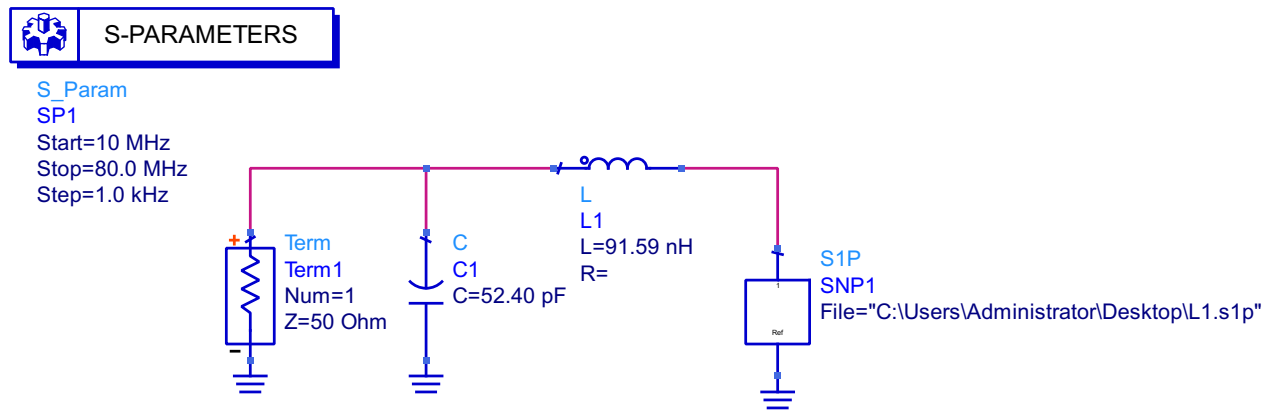 S-PARAMETERS
S_Param
SP1
Start=10 MHz
Stop=80.0 MHz
Step=1.0 kHz
+
Term
Term1
Num=1
Z=50 Ohm
-
C
C1
C=52.40 pF
L
L1
L=91.59 nH
R=
1
Ref
S1P
SNP1
File="C:\Users\Administrator\Desktop\L1.s1p"